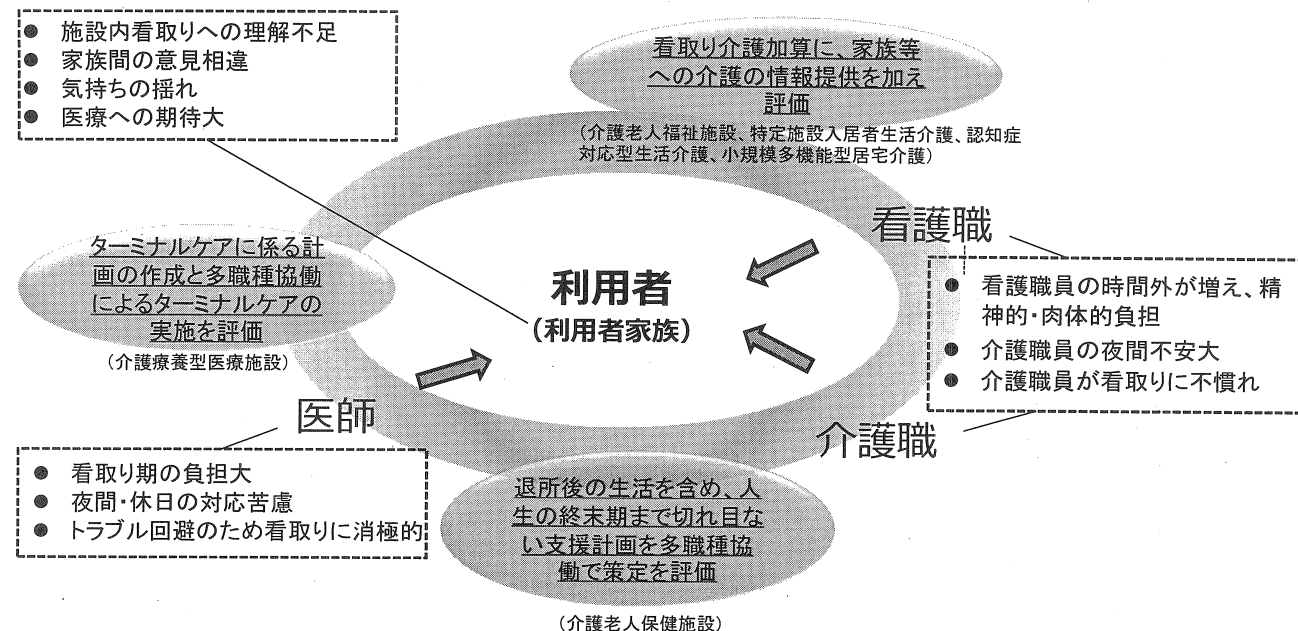 ● 施設内看取りへの理解不足
● 家族間の意見相違
● 気持ちの揺れ
● 医療への期待大
看取り介護加算に、家族等
への介護の情報提供を加え
評価
(介護老人福祉施設、特定施設入居者生活介護、認知症
対応型生活介護、小規模多機能型居宅介護)
ターミナルケアに係る計
画の作成と多職種協働
によるターミナルケアの
実施を評価
(介護療養型医療施設)
利用者
(利用者家族)
看護職
● 看護職員の時間外が増え、精
神的・肉体的負担
● 介護職員の夜間不安大
● 介護職員が看取りに不慣れ
介護職
医師
● 看取り期の負担大
● 夜間・休日の対応苦慮
● トラブル回避のため看取りに消極的
退所後の生活を含め、人
生の終末期まで切れ目な
い支援計画を多職種協
働で策定を評価
(介護老人保健施設)